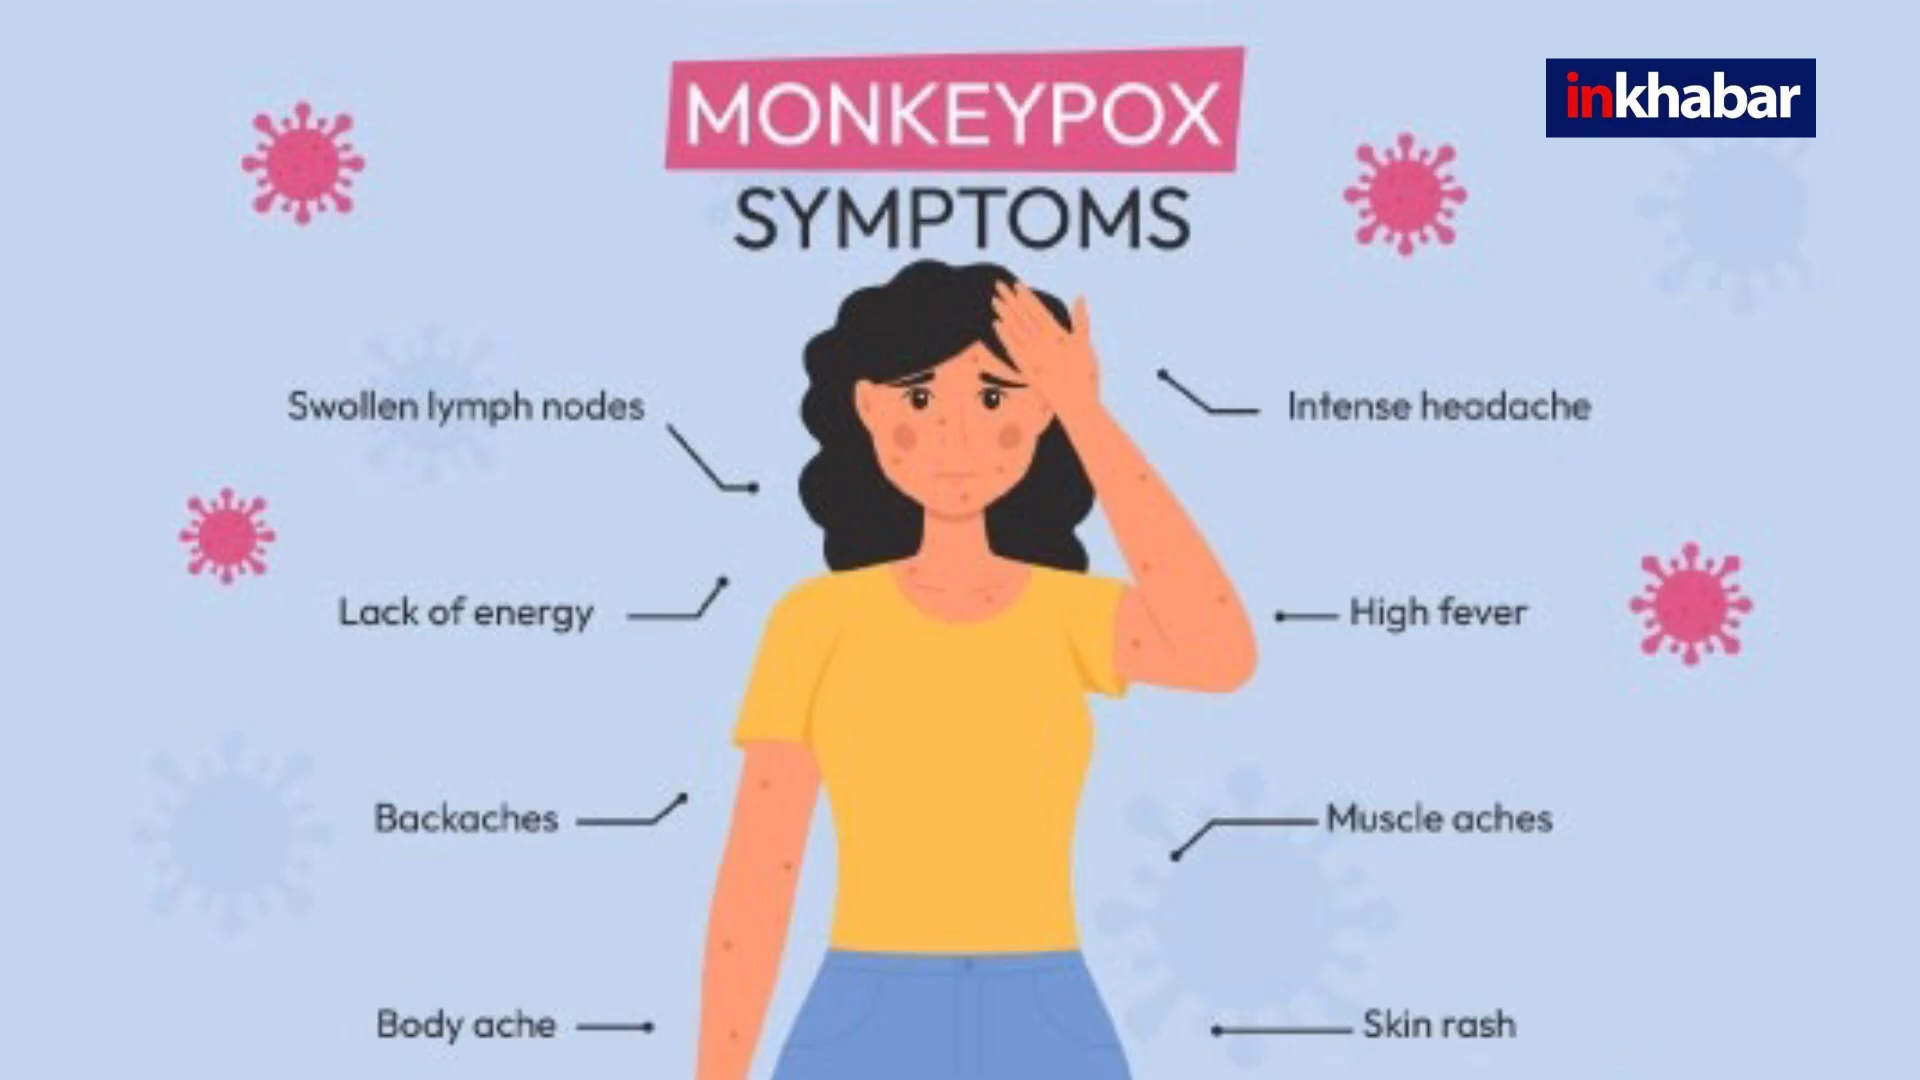 MONKEYPOX
SYMPTOMS
inkhabar
Swollen lymph nodes
Intense headache
Lack of energy
High fever
Backaches
Muscle aches
Body ache
Skin rash